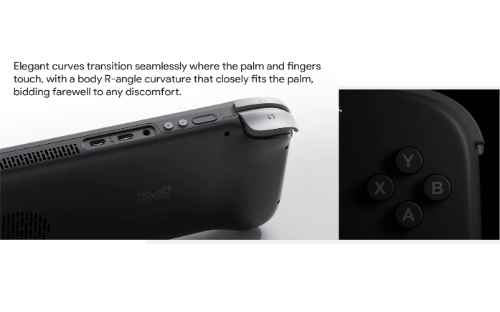 Elegant curves transition seamlessly where the palm and fingers
touch, with a body R-angle curvature that closely fits the palm,
bidding farewell to any discomfort.
Y
X B
A